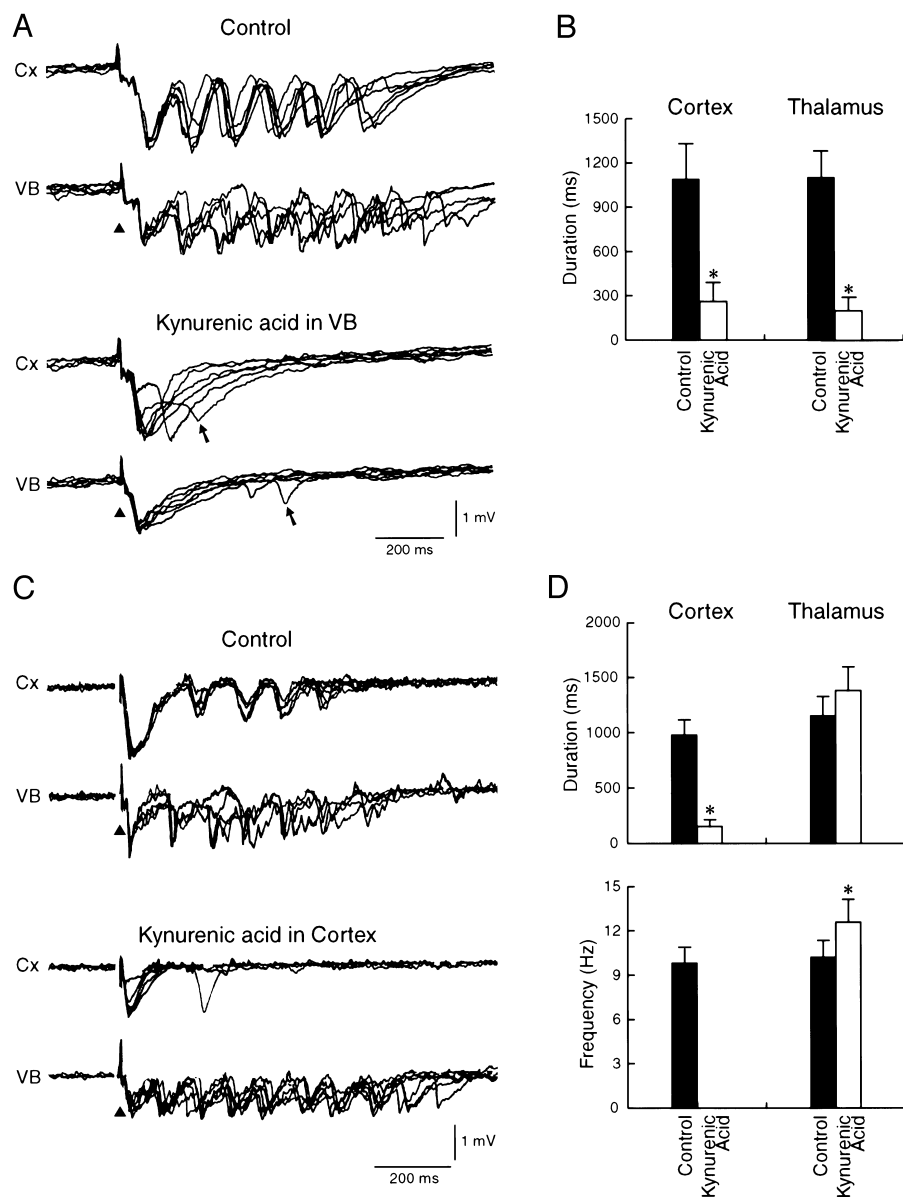 A
Control
Cx
VB
Kynurenic acid in VB
Cx
VB
1 mV
200 ms
B
Cortex
Thalamus
1500
1200
900
600
300
0
Duration (ms)
*
*
Control
Kynurenic
Acid
Control
Kynurenic
Acid
C
Control
Cx
VB
Kynurenic acid in Cortex
Cx
VB
1 mV
200 ms
D
Cortex
Thalamus
2000
1500
1000
500
0
Duration (ms)
*
15
12
9
6
3
0
Frequency (Hz)
*
Control
Kynurenic
Acid
Control
Kynurenic
Acid